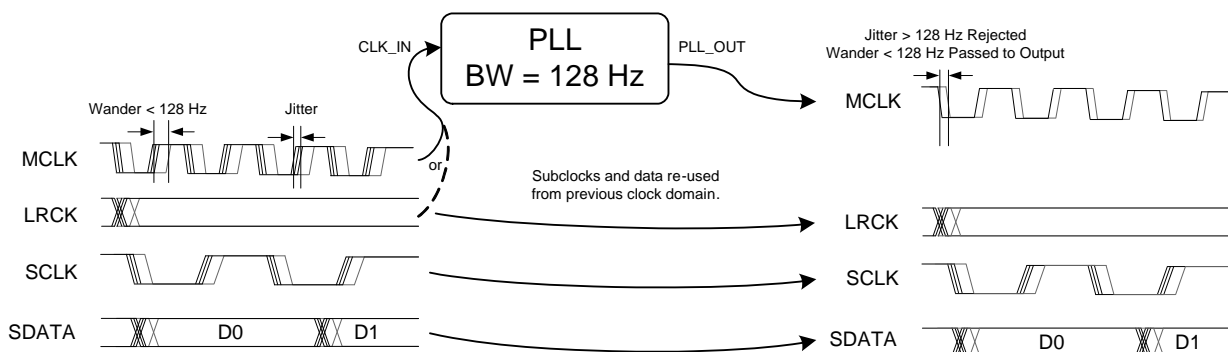 PLL
BW = 128 Hz
CLK_IN
PLL_OUT
Jitter > 128 Hz Rejected
Wander < 128 Hz Passed to Output
Wander < 128 Hz
Jitter
MCLK
or
MCLK
Subclocks and data re-used
from previous clock domain.
LRCK
LRCK
SCLK
SCLK
SDATA
D0
D1
SDATA
D0
D1